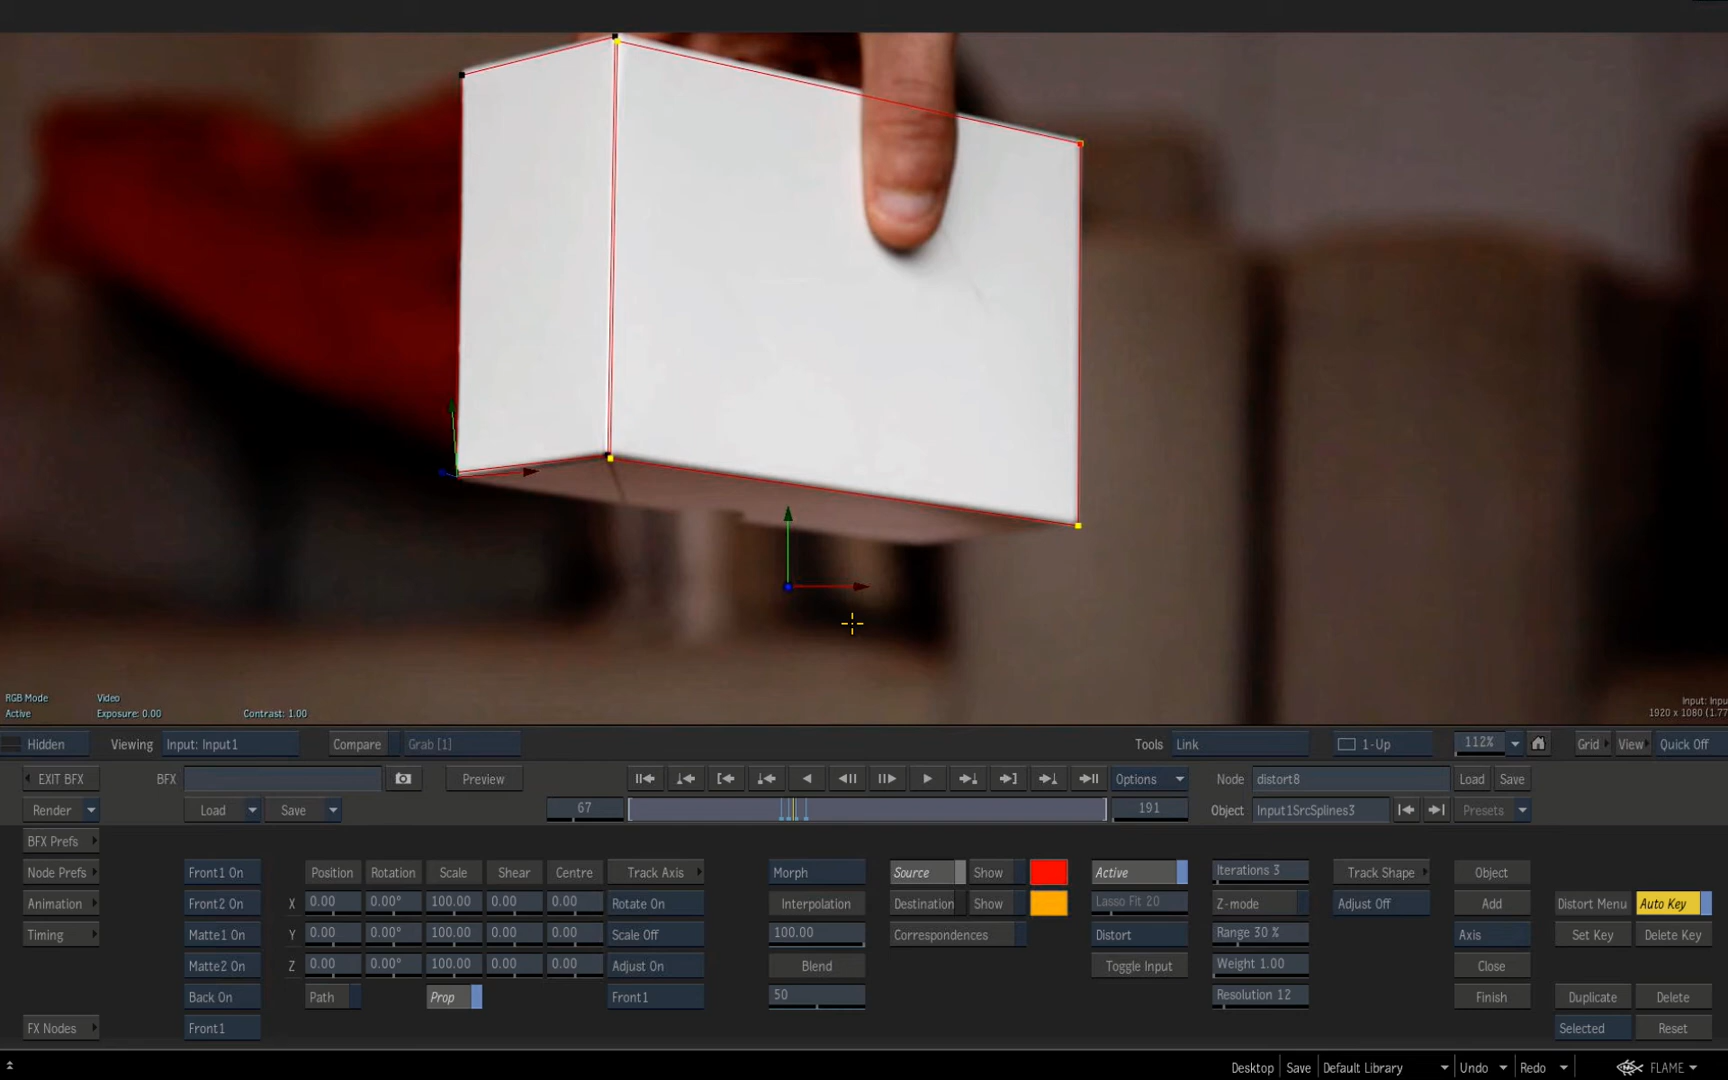 RGB Mode
Video
Active
Exposure: 0.00
Contrast: 1.00
Input: Inpu
1920 x 1080 (1.77
Hidden
Viewing
Input: Input1
Compare
Grab [1]
Tools
Link
1-Up
112%
Grid
View
Quick Off
EXIT BFX
BFX
Preview
Options
Node
distort8
Load
Save
Render
Load
Save
67
191
Object
Input1SrcSplines3
Presets
BFX Prefs
Node Prefs
Front1 On
Position
Rotation
Scale
Shear
Centre
Track Axis
Morph
Source
Show
Active
Iterations 3
Track Shape
Object
Animation
Front2 On
X
0.00
0.00°
100.00
0.00
0.00
Rotate On
Interpolation
Destination
Show
Lasso Fit 20
Z-mode
Adjust Off
Add
Distort Menu
Auto Key
Timing
Matte1 On
Y
0.00
0.00°
100.00
0.00
0.00
Scale Off
100.00
Correspondences
Distort
Range 30 %
Axis
Set Key
Delete Key
Matte2 On
Z
0.00
0.00°
100.00
0.00
0.00
Adjust On
Blend
Toggle Input
Weight 1.00
Close
Back On
Path
Prop
Front1
50
Resolution 12
Finish
Duplicate
Delete
FX Nodes
Front1
Selected
Reset
Desktop
Save
Default Library
Undo
Redo
FLAME